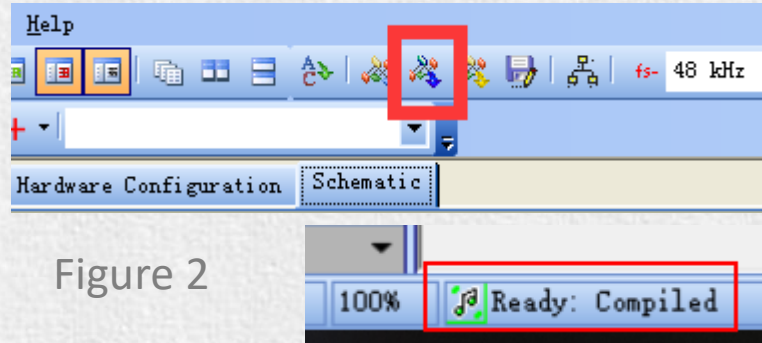 Help
fs- 48 kHz
Hardware Configuration Schematic
Figure 2
100% Ready: Compiled